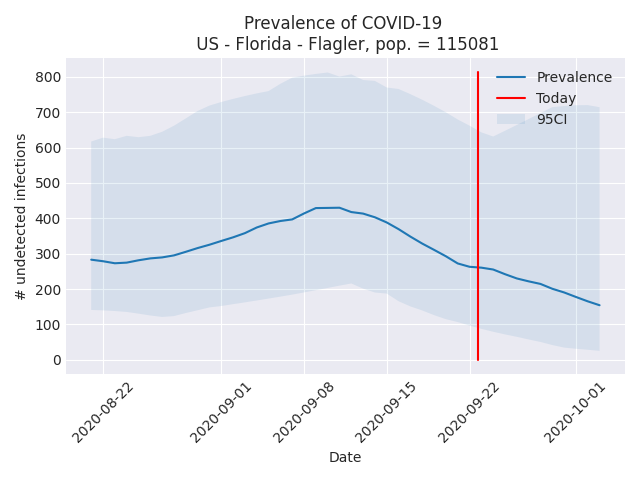 Prevalence of COVID-19
US - Florida - Flagler, pop. = 115081
# undetected infections
800
700
600
500
400
300
200
100
0
Prevalence
Today
95CI
2020-08-22
2020-09-01
2020-09-08
2020-09-15
2020-09-22
2020-10-01
Date